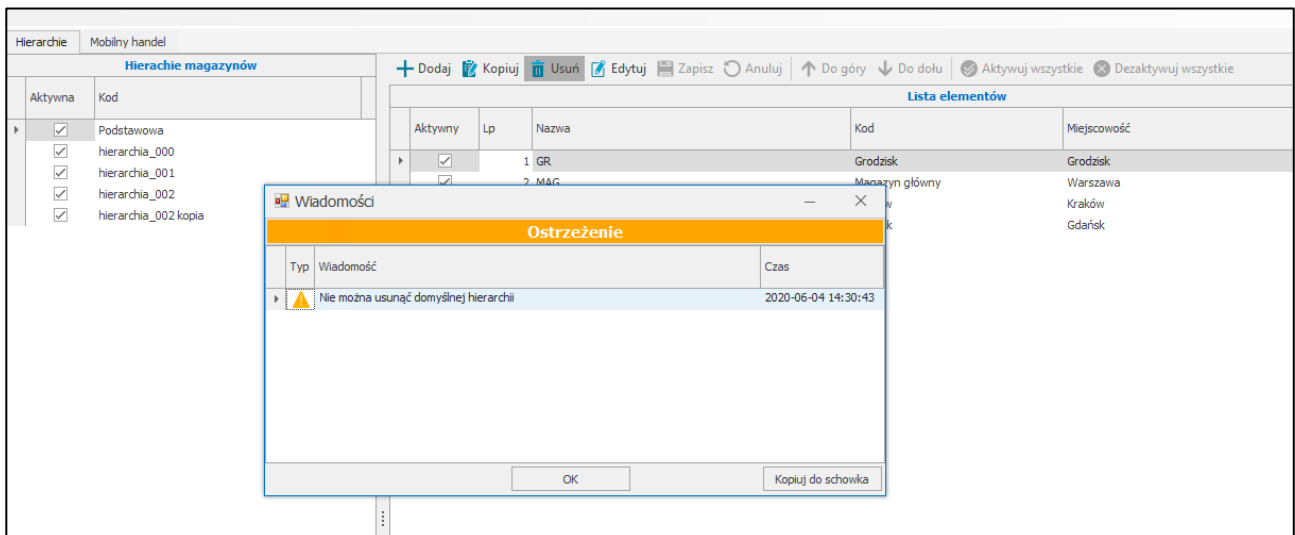 Hierarchie Mobilny handel
Hierachie magazynów
Dodaj Kopiuj Usuń Edytuj Zapisz Anuluj Do góry Do dołu Aktywuj wszystkie Dezaktywuj wszystkie
Lista elementów
Aktywna Kod
Aktywny Lp Nazwa Kod Miejscowość
Podstawowa
hierarchia_000
hierarchia_001
hierarchia_002
hierarchia_002 kopia
1 GR Grodzisk Grodzisk
2 MAG Magazyn główny Warszawa
Kraków
Gdańsk
Wiadomości
Ostrzeżenie
Typ Wiadomość Czas
Nie można usunąć domyślnej hierarchii 2020-06-04 14:30:43
OK Kopiuj do schowka